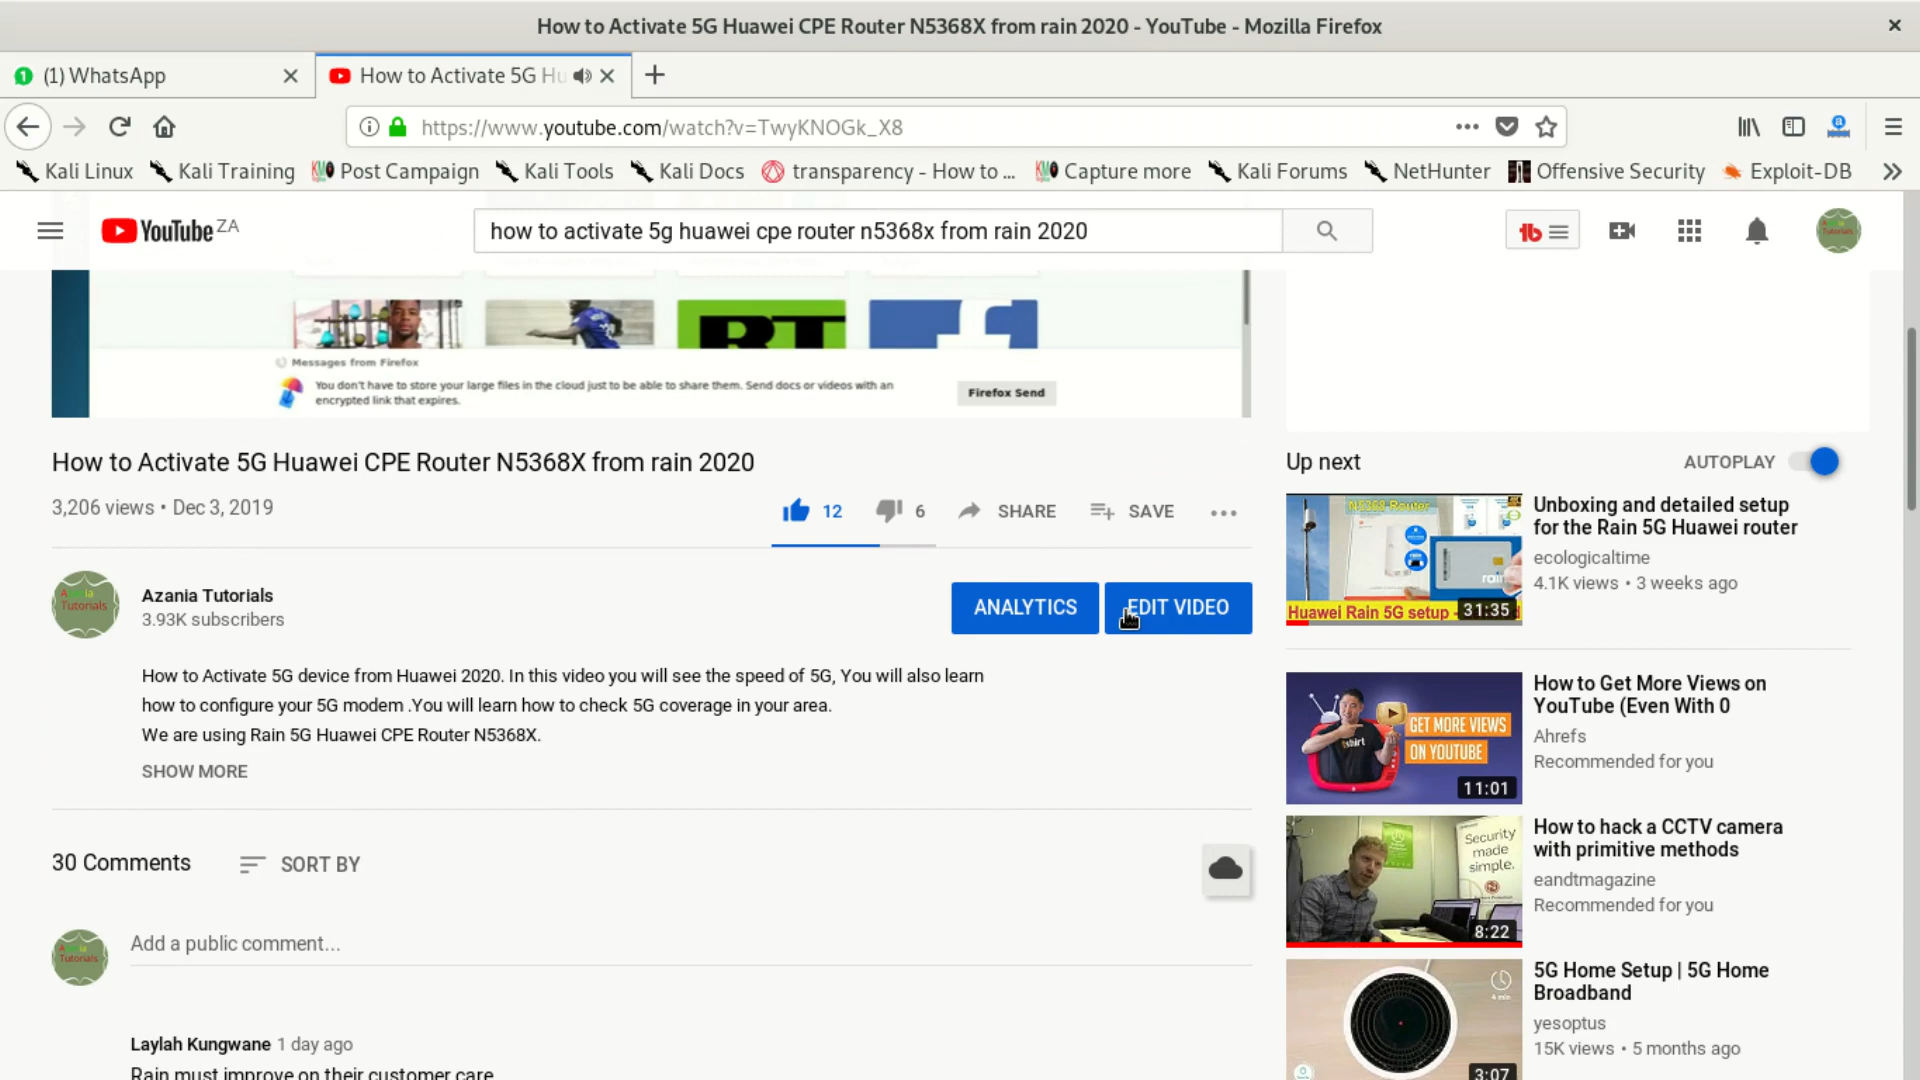 How to Activate 5G Huawei CPE Router N5368X from rain 2020 - YouTube - Mozilla Firefox
(1) WhatsApp
How to Activate 5G Hu
https://www.youtube.com/watch?v=TwyKNOGk_X8
Kali Linux
Kali Training
Post Campaign
Kali Tools
Kali Docs
transparency - How to ...
Capture more
Kali Forums
NetHunter
Offensive Security
Exploit-DB
YouTube ZA
how to activate 5g huawei cpe router n5368x from rain 2020
RT
Messages from Firefox
You don't have to store your large files in the cloud just to be able to share them. Send docs or videos with an
encrypted link that expires.
Firefox Send
How to Activate 5G Huawei CPE Router N5368X from rain 2020
3,206 views • Dec 3, 2019
12
6
SHARE
SAVE
Azania Tutorials
3.93K subscribers
ANALYTICS
EDIT VIDEO
How to Activate 5G device from Huawei 2020. In this video you will see the speed of 5G, You will also learn
how to configure your 5G modem .You will learn how to check 5G coverage in your area.
We are using Rain 5G Huawei CPE Router N5368X.
SHOW MORE
30 Comments
SORT BY
Add a public comment...
Laylah Kungwane 1 day ago
Rain must improve on their customer care
Up next
AUTOPLAY
N5368 Router
rain
Huawei Rain 5G setup -
31:35
Unboxing and detailed setup
for the Rain 5G Huawei router
ecologicaltime
4.1K views • 3 weeks ago
GET MORE VIEWS
ON YOUTUBE
11:01
How to Get More Views on
YouTube (Even With 0
Ahrefs
Recommended for you
Security
made
simple.
8:22
How to hack a CCTV camera
with primitive methods
eandtmagazine
Recommended for you
4 min
3:07
5G Home Setup | 5G Home
Broadband
yesoptus
15K views • 5 months ago